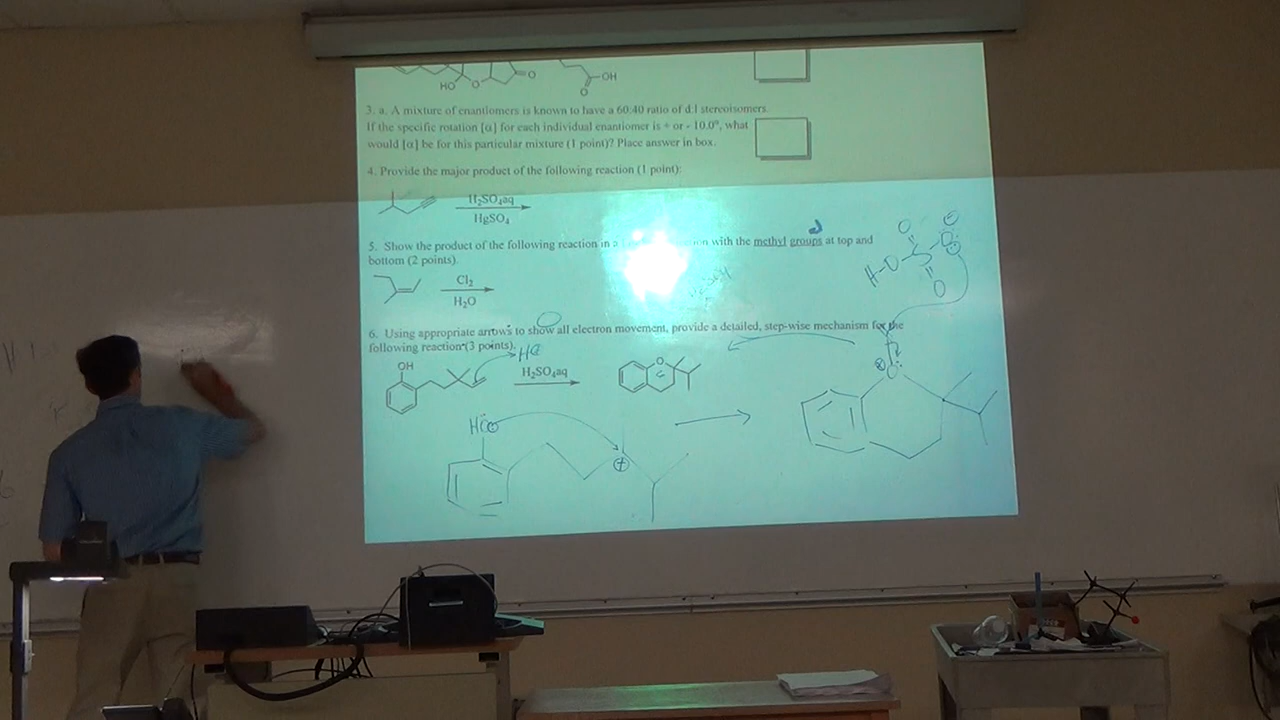 HO O O O OH
3. a. A mixture of enantiomers is known to have a 60:40 ratio of d:l stereoisomers.
If the specific rotation [α] for each individual enantiomer is + or - 10.0°, what
would [α] be for this particular mixture (1 point)? Place answer in box.
4. Provide the major product of the following reaction (1 point):
H₂SO₄aq
HgSO₄
5. Show the product of the following reaction in a with the methyl groups at top and
bottom (2 points).
Cl₂
H₂O
6. Using appropriate arrows to show all electron movement, provide a detailed, step-wise mechanism for the
following reaction (3 points).
OH
H₂SO₄aq
O
H-O S O O O